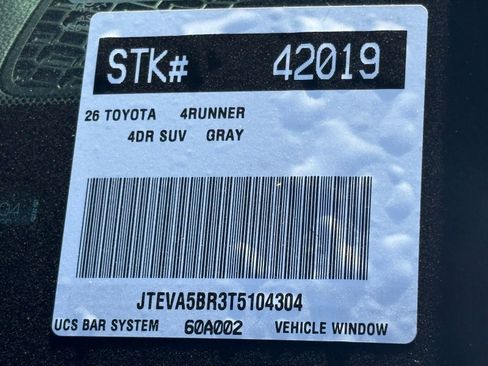 STK# 42019
26 TOYOTA 4RUNNER
4DR SUV GRAY
JTEVA5BR3T5104304
UCS BAR SYSTEM 60A002 VEHICLE WINDOW